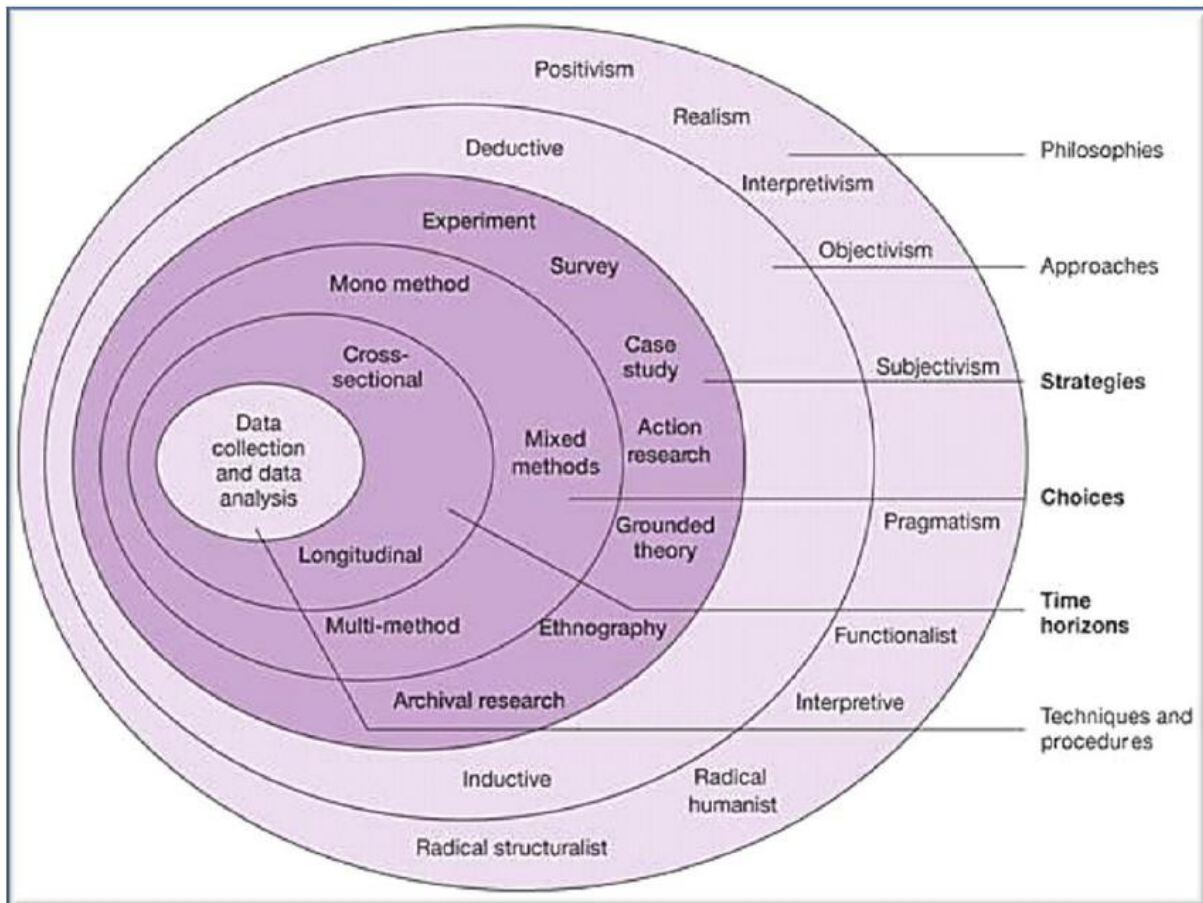 Positivism
Realism
Philosophies
Deductive
Interpretivism
Experiment
Objectivism
Survey
Approaches
Mono method
Case
study
Cross-
sectional
Subjectivism
Strategies
Data
collection
and data
analysis
Mixed
methods
Action
research
Choices
Pragmatism
Grounded
theory
Longitudinal
Time
horizons
Multi-method
Ethnography
Functionalist
Archival research
Interpretive
Techniques and
procedures
Inductive
Radical
humanist
Radical structuralist